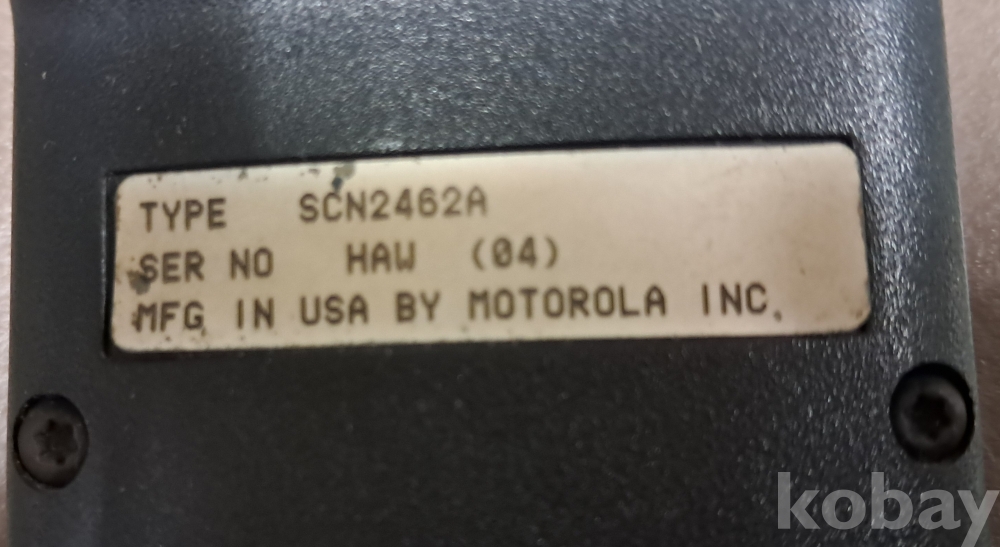 TYPE SCN2462A
SER NO HAW (04)
MFG. IN USA BY MOTOROLA INC.
kobay